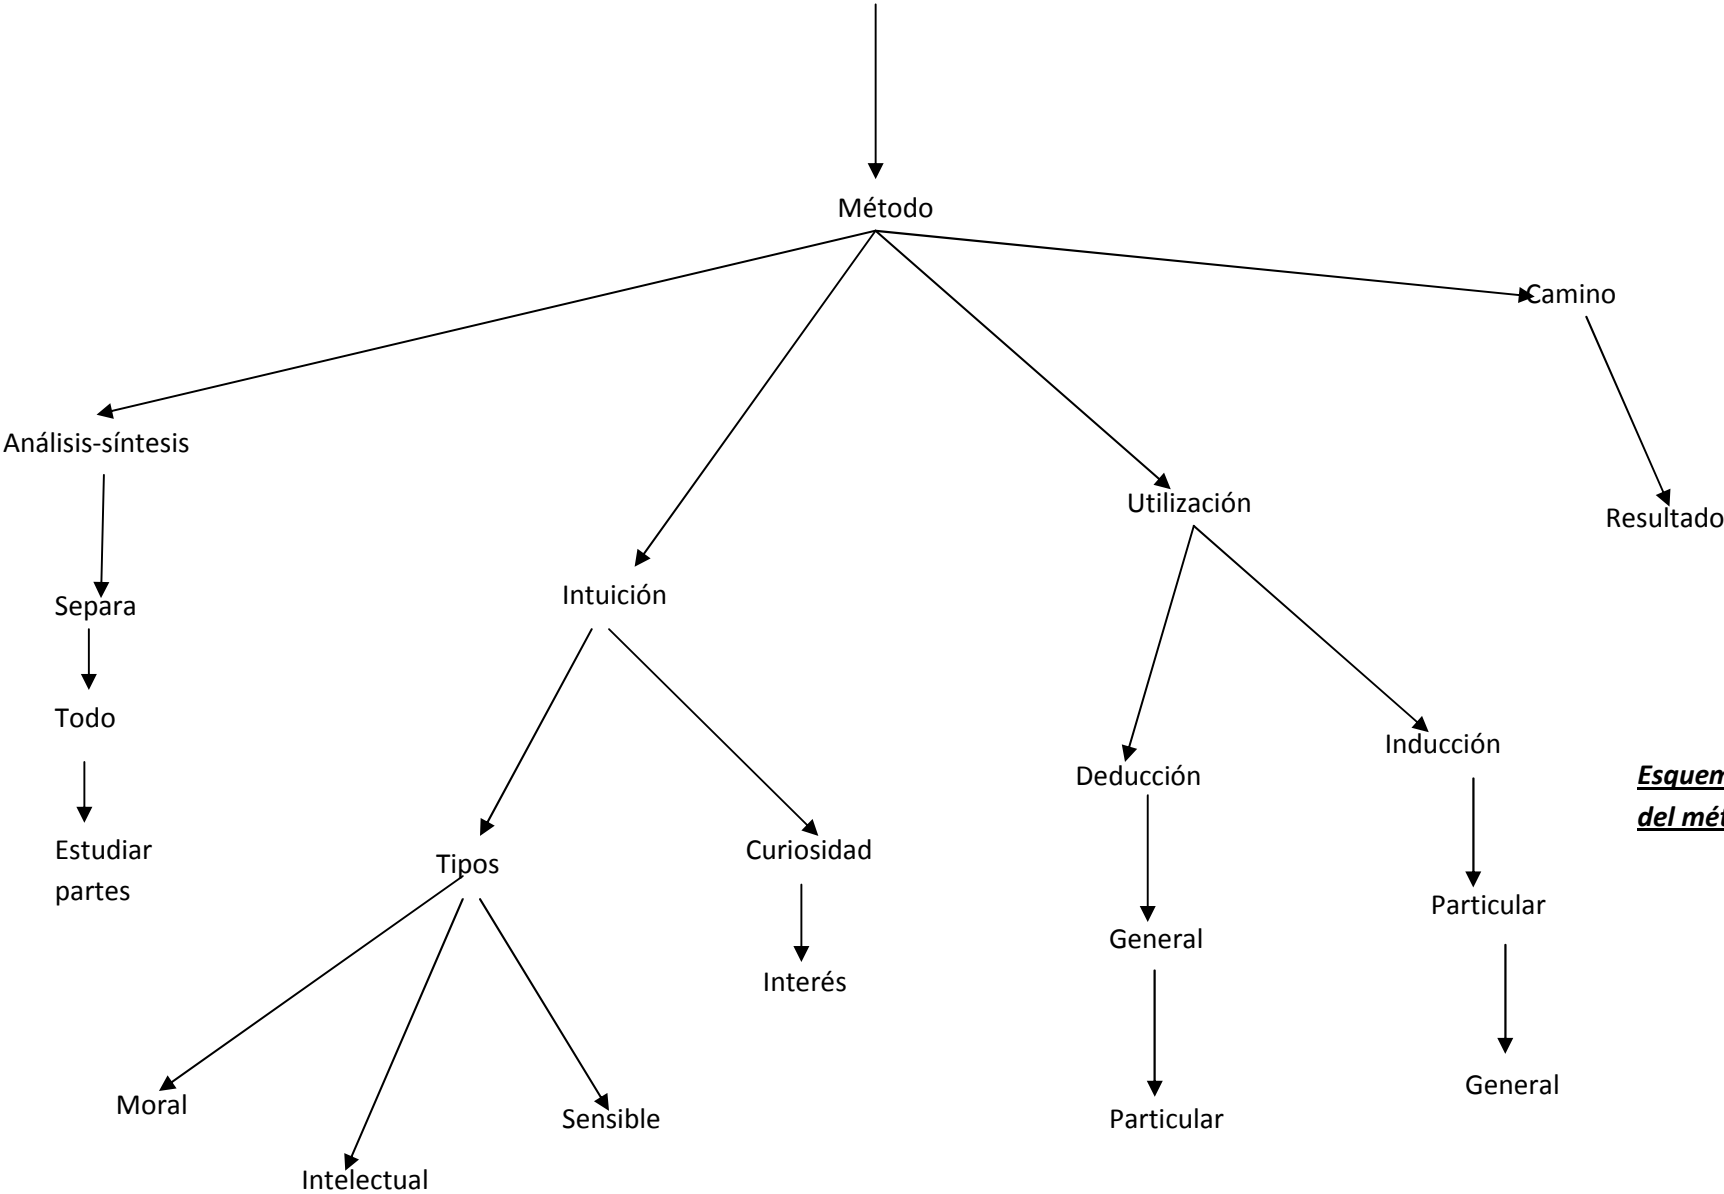 Método
Camino
Análisis-síntesis
Utilización
Resultado
Intuición
Separa
Todo
Inducción
Deducción
Estudiar
partes
Tipos
Curiosidad
Particular
General
Interés
General
Moral
Sensible
Particular
Intelectual
del